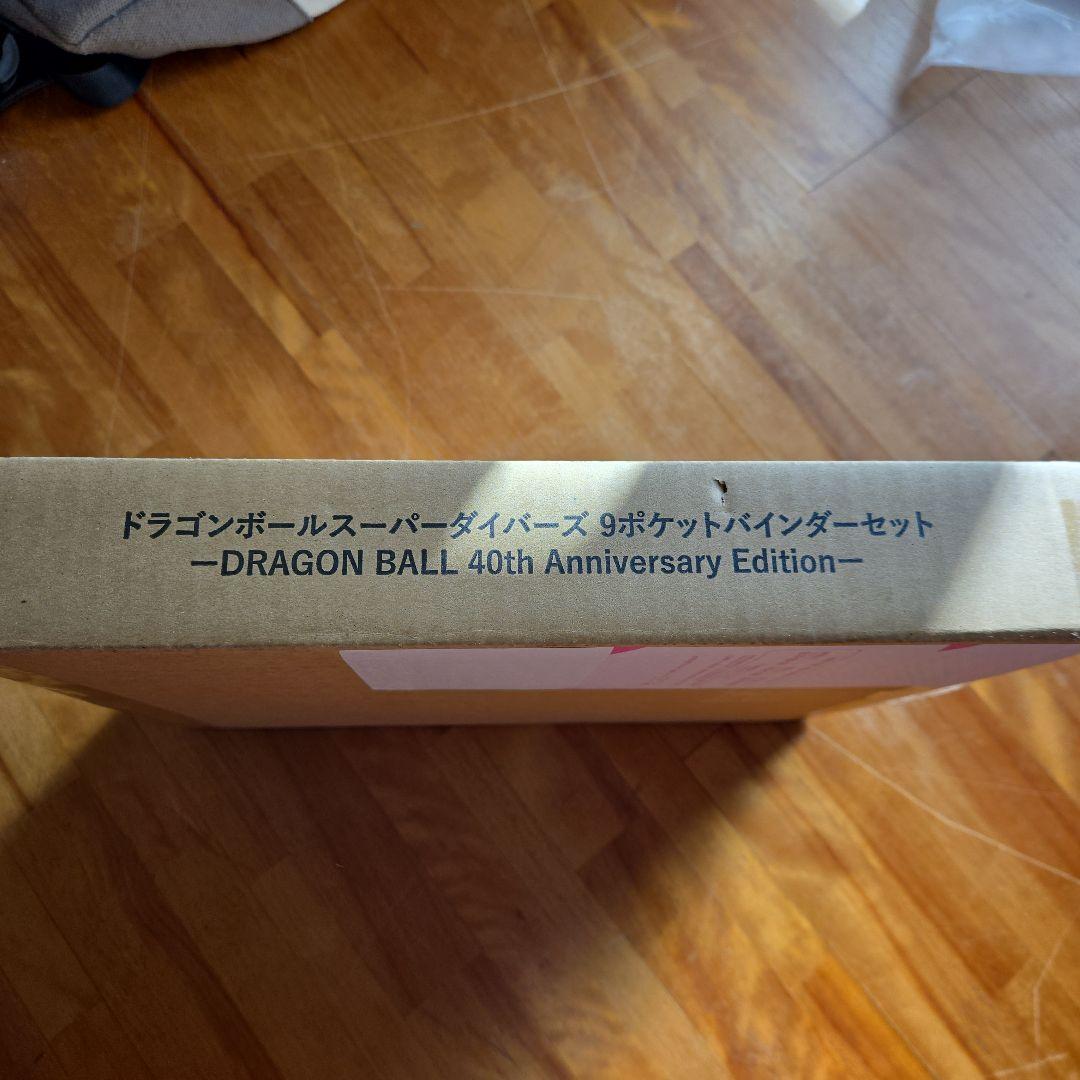 ドラゴンボールスーパーダイバーズ 9ポケットバインダーセット
ーDRAGON BALL 40th Anniversary Editionー